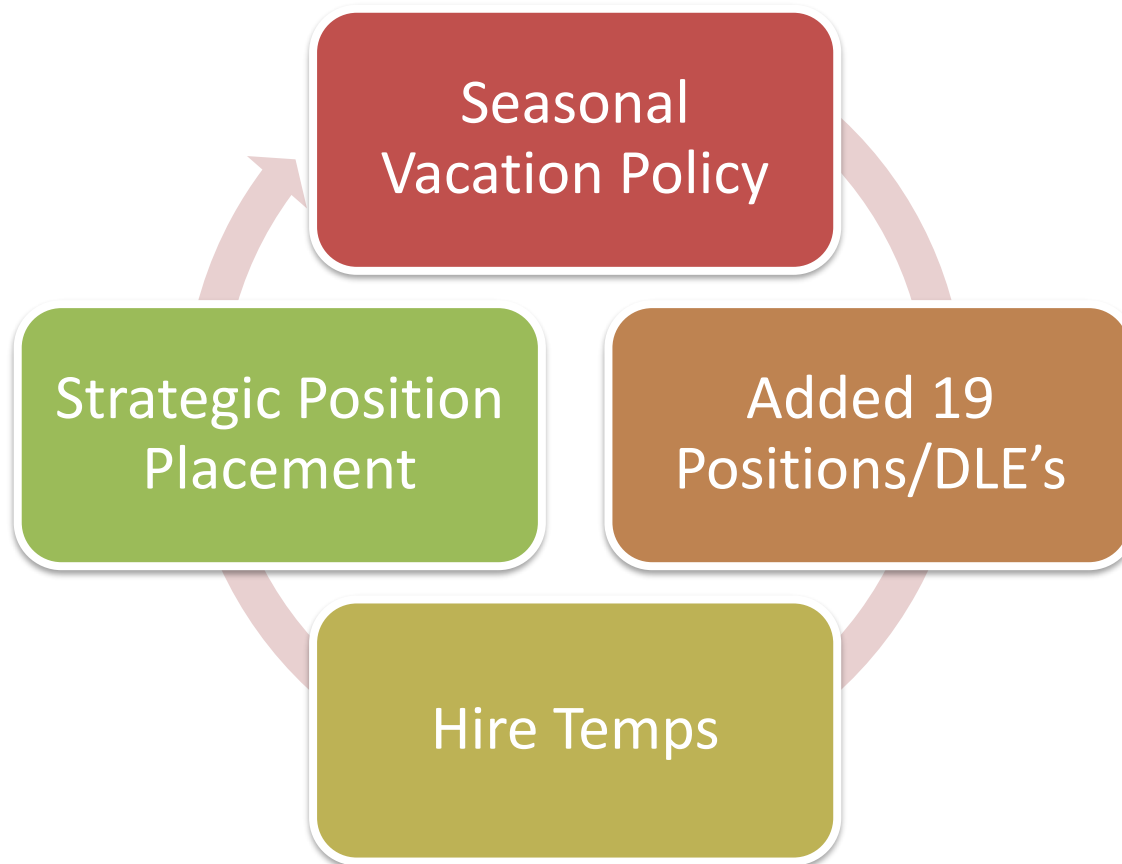 Seasonal
Vacation Policy
Strategic Position
Placement
Added 19
Positions/DLE’s
Hire Temps